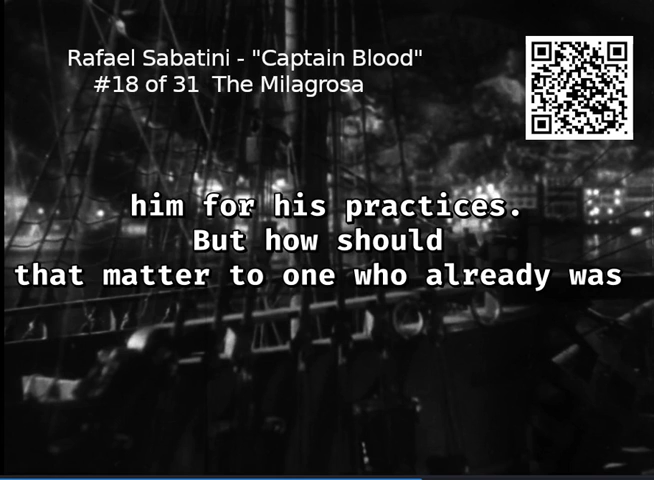 Rafael Sabatini - "Captain Blood"
#18 of 31  The Milagrosa
him for his practices.
But how should
that matter to one who already was